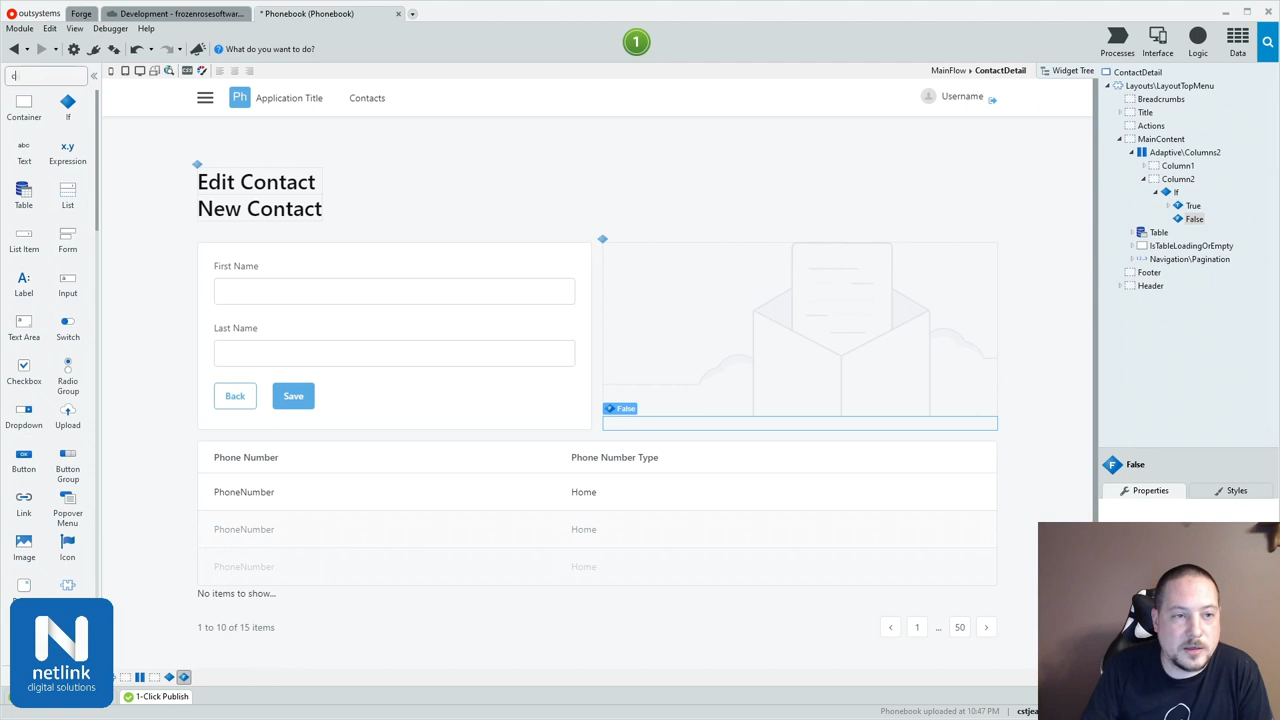 outsystems
Forge
Development - frozenrosesoftwar...
* Phonebook (Phonebook)
Module
Edit
View
Debugger
Help
What do you want to do?
1
Processes
Interface
Logic
Data
c
MainFlow ▸ ContactDetail
Widget Tree
Container
If
Text
Expression
Table
List
List Item
Form
Label
Input
Text Area
Switch
Checkbox
Radio
Group
Dropdown
Upload
Button
Button
Group
Link
Popover
Menu
Image
Icon
Ph
Application Title
Contacts
Username
Edit Contact
New Contact
First Name
Last Name
Back
Save
False
Phone Number
Phone Number Type
PhoneNumber
Home
PhoneNumber
Home
PhoneNumber
Home
No items to show...
1 to 10 of 15 items
1
...
50
ContactDetail
Layouts\LayoutTopMenu
Breadcrumbs
Title
Actions
MainContent
Adaptive\Columns2
Column1
Column2
If
True
False
Table
IsTableLoadingOrEmpty
Navigation\Pagination
Footer
Header
False
Properties
Styles
N
netlink
digital solutions
1-Click Publish
Phonebook uploaded at 10:47 PM